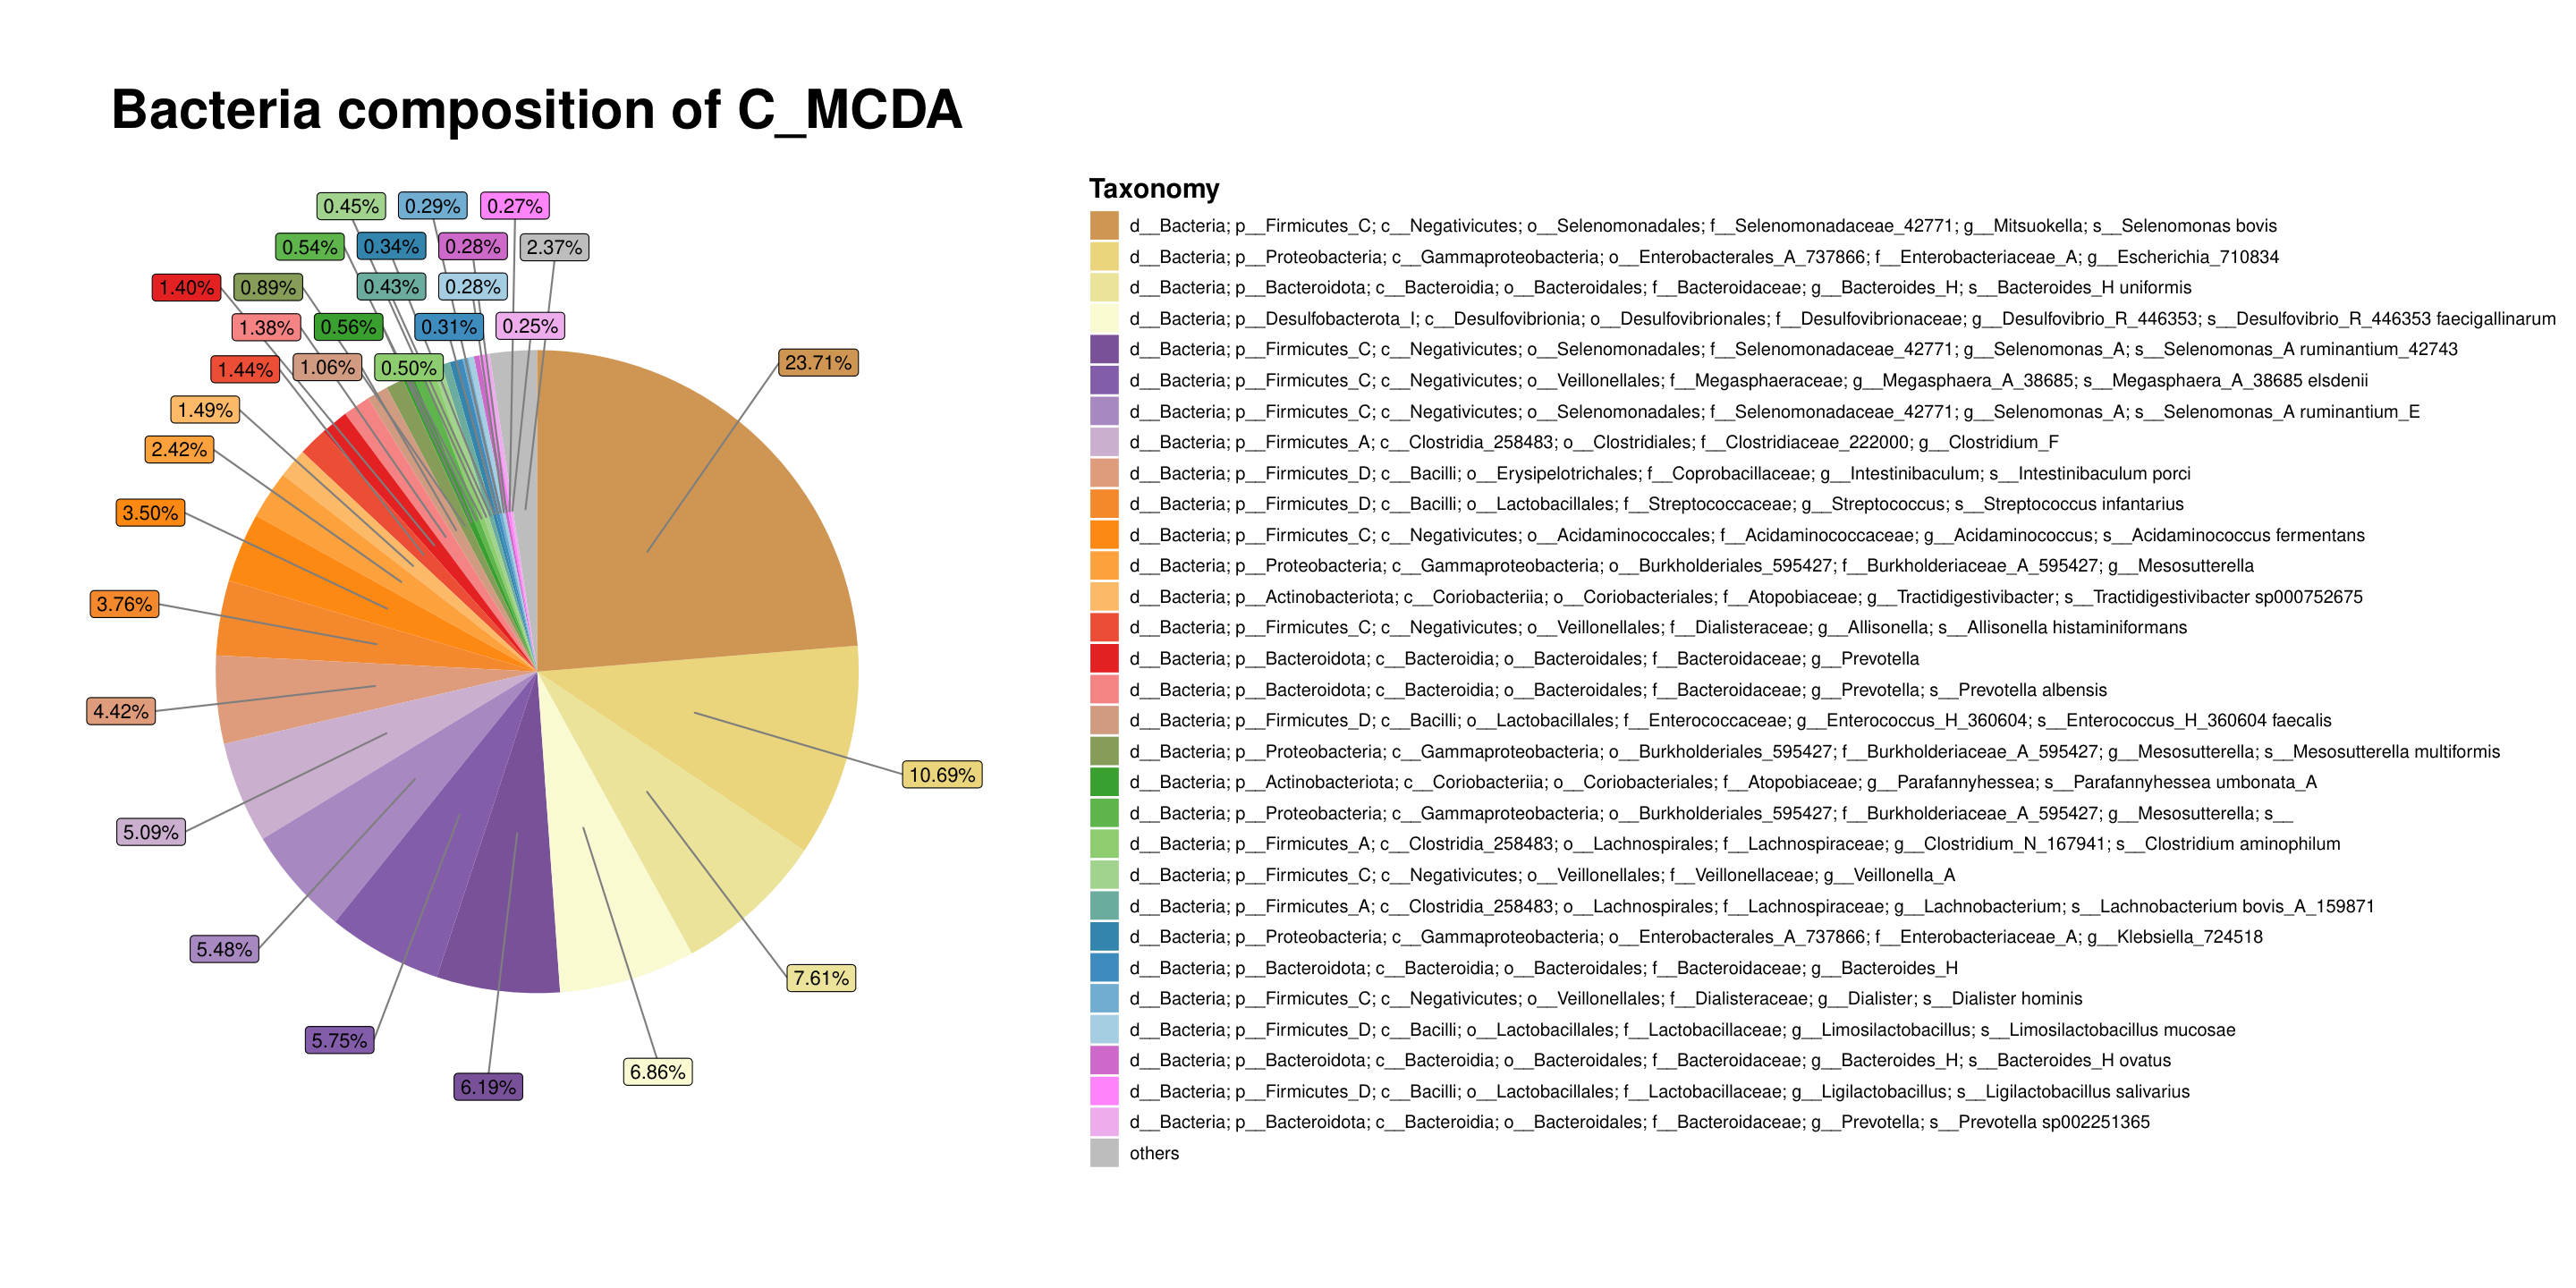 Bacteria composition of C_MCDA
0.45%
0.29%
0.27%
0.54%
0.34%
0.28%
2.37%
1.40%
0.89%
0.43%
0.28%
1.38%
0.56%
0.31%
0.25%
1.44%
1.06%
0.50%
23.71%
1.49%
2.42%
3.50%
3.76%
4.42%
10.69%
5.09%
5.48%
7.61%
5.75%
6.86%
6.19%
Taxonomy
d__Bacteria; p__Firmicutes_C; c__Negativicutes; o__Selenomonadales; f__Selenomonadaceae_42771; g__Mitsuokella; s__Selenomonas bovis
d__Bacteria; p__Proteobacteria; c__Gammaproteobacteria; o__Enterobacterales_A_737866; f__Enterobacteriaceae_A; g__Escherichia_710834
d__Bacteria; p__Bacteroidota; c__Bacteroidia; o__Bacteroidales; f__Bacteroidaceae; g__Bacteroides_H; s__Bacteroides_H uniformis
d__Bacteria; p__Desulfobacterota_I; c__Desulfovibrionia; o__Desulfovibrionales; f__Desulfovibrionaceae; g__Desulfovibrio_R_446353; s__Desulfovibrio_R_446353 faecigallinarum
d__Bacteria; p__Firmicutes_C; c__Negativicutes; o__Selenomonadales; f__Selenomonadaceae_42771; g__Selenomonas_A; s__Selenomonas_A ruminantium_42743
d__Bacteria; p__Firmicutes_C; c__Negativicutes; o__Veillonellales; f__Megasphaeraceae; g__Megasphaera_A_38685; s__Megasphaera_A_38685 elsdenii
d__Bacteria; p__Firmicutes_C; c__Negativicutes; o__Selenomonadales; f__Selenomonadaceae_42771; g__Selenomonas_A; s__Selenomonas_A ruminantium_E
d__Bacteria; p__Firmicutes_A; c__Clostridia_258483; o__Clostridiales; f__Clostridiaceae_222000; g__Clostridium_F
d__Bacteria; p__Firmicutes_D; c__Bacilli; o__Erysipelotrichales; f__Coprobacillaceae; g__Intestinibaculum; s__Intestinibaculum porci
d__Bacteria; p__Firmicutes_D; c__Bacilli; o__Lactobacillales; f__Streptococcaceae; g__Streptococcus; s__Streptococcus infantarius
d__Bacteria; p__Firmicutes_C; c__Negativicutes; o__Acidaminococcales; f__Acidaminococcaceae; g__Acidaminococcus; s__Acidaminococcus fermentans
d__Bacteria; p__Proteobacteria; c__Gammaproteobacteria; o__Burkholderiales_595427; f__Burkholderiaceae_A_595427; g__Mesosutterella
d__Bacteria; p__Actinobacteriota; c__Coriobacteriia; o__Coriobacteriales; f__Atopobiaceae; g__Tractidigestivibacter; s__Tractidigestivibacter sp000752675
d__Bacteria; p__Firmicutes_C; c__Negativicutes; o__Veillonellales; f__Dialisteraceae; g__Allisonella; s__Allisonella histaminiformans
d__Bacteria; p__Bacteroidota; c__Bacteroidia; o__Bacteroidales; f__Bacteroidaceae; g__Prevotella
d__Bacteria; p__Bacteroidota; c__Bacteroidia; o__Bacteroidales; f__Bacteroidaceae; g__Prevotella; s__Prevotella albensis
d__Bacteria; p__Firmicutes_D; c__Bacilli; o__Lactobacillales; f__Enterococcaceae; g__Enterococcus_H_360604; s__Enterococcus_H_360604 faecalis
d__Bacteria; p__Proteobacteria; c__Gammaproteobacteria; o__Burkholderiales_595427; f__Burkholderiaceae_A_595427; g__Mesosutterella; s__Mesosutterella multiformis
d__Bacteria; p__Actinobacteriota; c__Coriobacteriia; o__Coriobacteriales; f__Atopobiaceae; g__Parafannyhessea; s__Parafannyhessea umbonata_A
d__Bacteria; p__Proteobacteria; c__Gammaproteobacteria; o__Burkholderiales_595427; f__Burkholderiaceae_A_595427; g__Mesosutterella; s__
d__Bacteria; p__Firmicutes_A; c__Clostridia_258483; o__Lachnospirales; f__Lachnospiraceae; g__Clostridium_N_167941; s__Clostridium aminophilum
d__Bacteria; p__Firmicutes_C; c__Negativicutes; o__Veillonellales; f__Veillonellaceae; g__Veillonella_A
d__Bacteria; p__Firmicutes_A; c__Clostridia_258483; o__Lachnospirales; f__Lachnospiraceae; g__Lachnobacterium; s__Lachnobacterium bovis_A_159871
d__Bacteria; p__Proteobacteria; c__Gammaproteobacteria; o__Enterobacterales_A_737866; f__Enterobacteriaceae_A; g__Klebsiella_724518
d__Bacteria; p__Bacteroidota; c__Bacteroidia; o__Bacteroidales; f__Bacteroidaceae; g__Bacteroides_H
d__Bacteria; p__Firmicutes_C; c__Negativicutes; o__Veillonellales; f__Dialisteraceae; g__Dialister; s__Dialister hominis
d__Bacteria; p__Firmicutes_D; c__Bacilli; o__Lactobacillales; f__Lactobacillaceae; g__Limosilactobacillus; s__Limosilactobacillus mucosae
d__Bacteria; p__Bacteroidota; c__Bacteroidia; o__Bacteroidales; f__Bacteroidaceae; g__Bacteroides_H; s__Bacteroides_H ovatus
d__Bacteria; p__Firmicutes_D; c__Bacilli; o__Lactobacillales; f__Lactobacillaceae; g__Ligilactobacillus; s__Ligilactobacillus salivarius
d__Bacteria; p__Bacteroidota; c__Bacteroidia; o__Bacteroidales; f__Bacteroidaceae; g__Prevotella; s__Prevotella sp002251365
others